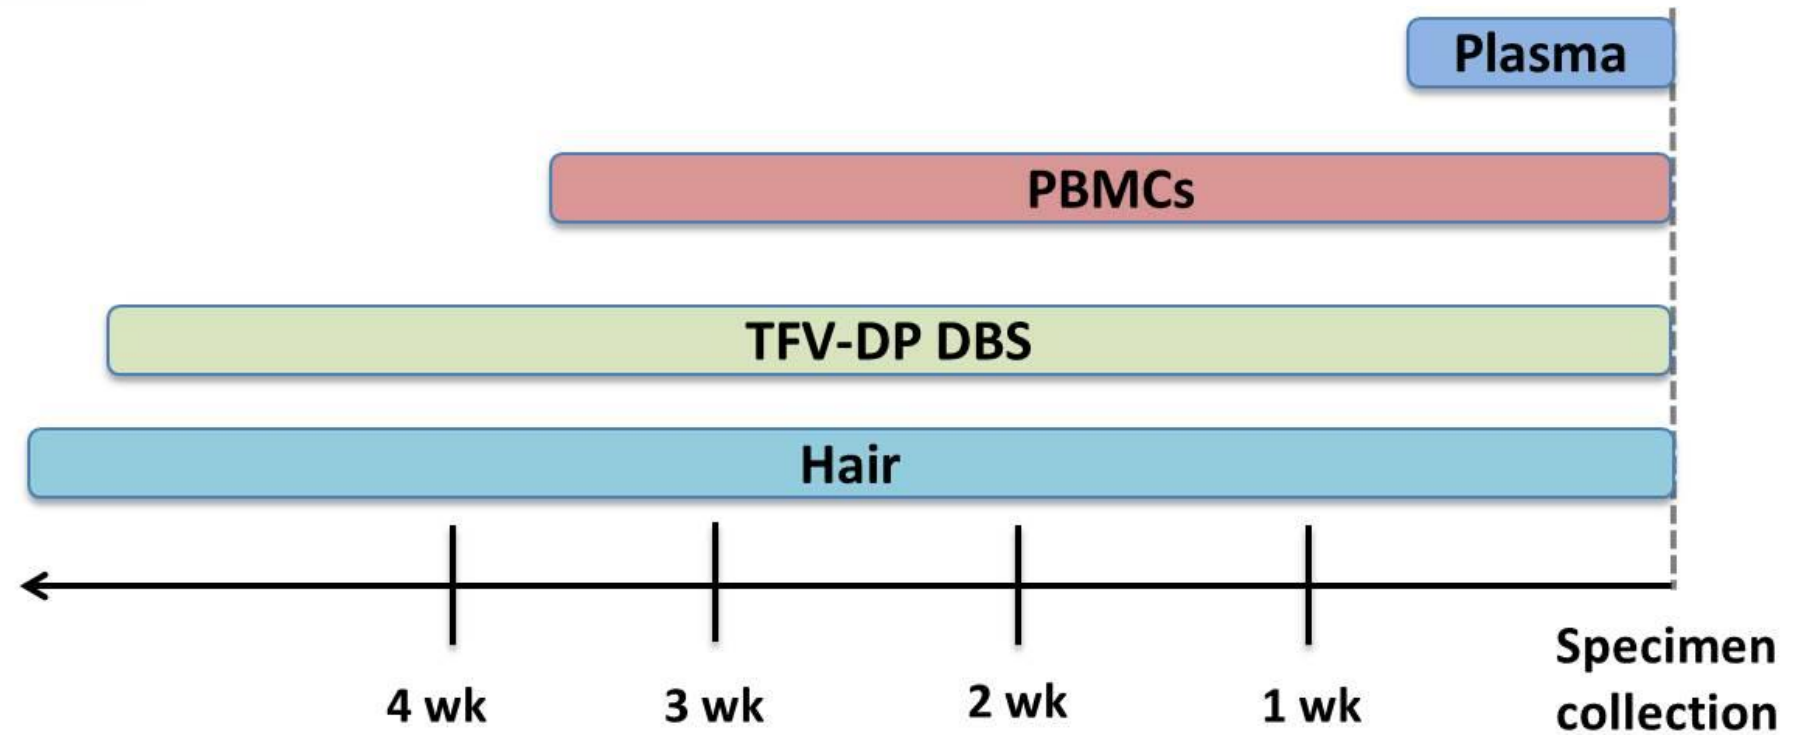 Plasma
PBMCs
TFV-DP DBS
Hair
4 wk
3 wk
2 wk
1 wk
Specimen
collection